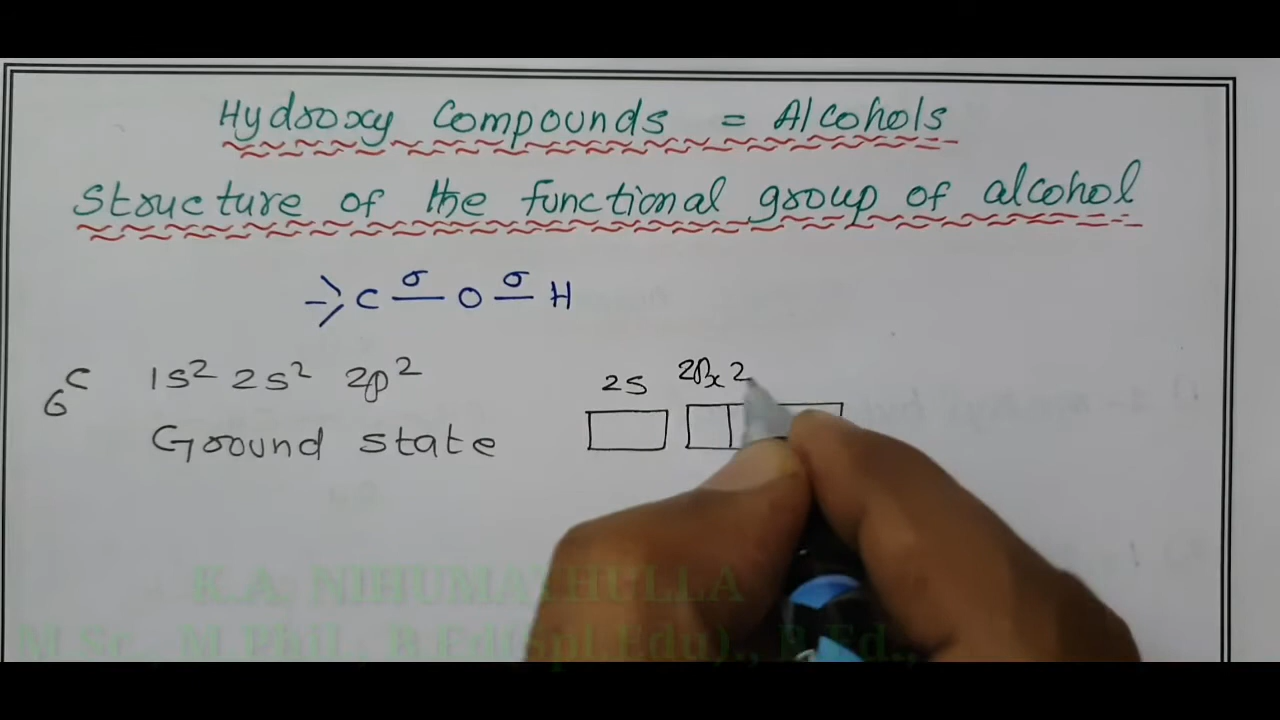 Hydroxy Compounds = Alcohols
Structure of the functional group of alcohol
C σ O σ H
6C 1s² 2s² 2p²
2s 2Px 2
Ground state
K.A. NIHUMATHULLA
M.Sc., M.Phil., B.Ed(spl.Edu)., B.Ed.,